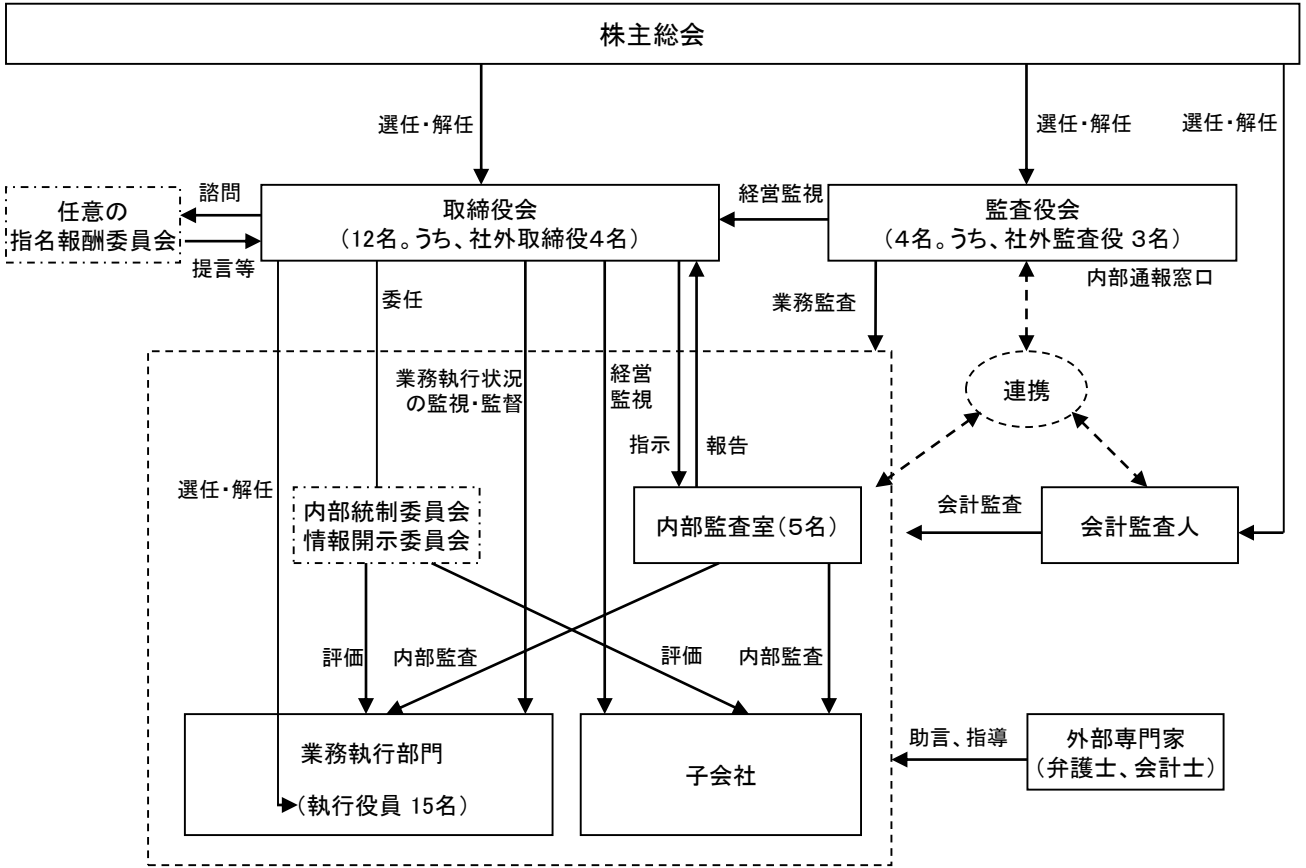 株主総会
選任・解任
選任・解任
選任・解任
諮問
任意の
指名報酬委員会
提言等
取締役会
(12名。うち、社外取締役4名)
経営監視
監査役会
(4名。うち、社外監査役 3名)
内部通報窓口
委任
業務監査
業務執行状況
の監視・監督
経営
監視
連携
指示
報告
選任・解任
内部統制委員会
情報開示委員会
内部監査室(5名)
会計監査
会計監査人
評価
内部監査
評価
内部監査
業務執行部門
(執行役員 15名)
子会社
助言、指導
外部専門家
(弁護士、会計士)